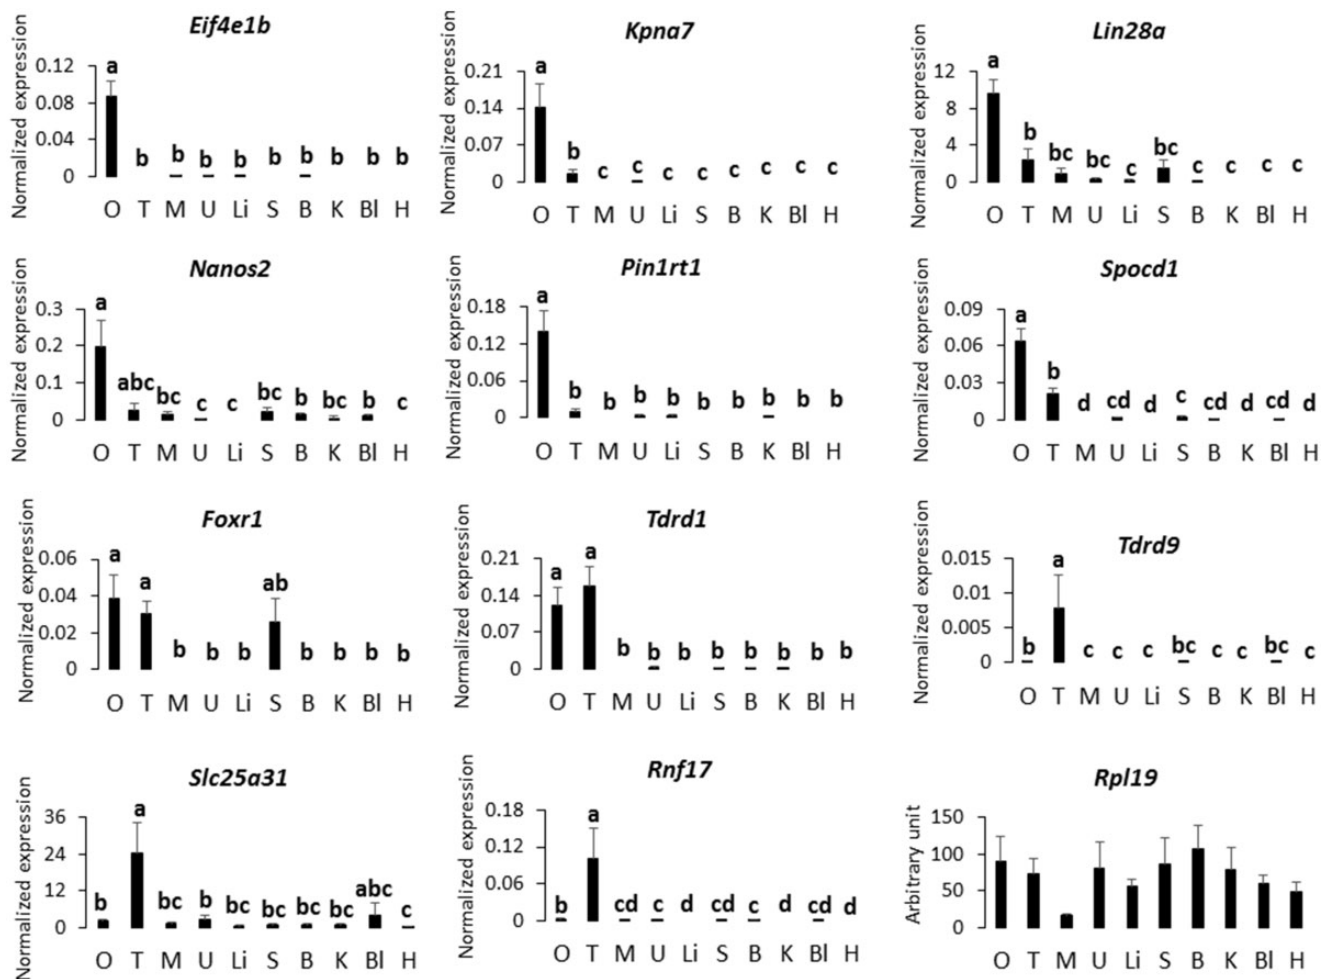 Eif4e1b
Normalized expression
0.12
0.08
0.04
0
a b b b b b b b b b
O T M U Li S B K Bl H
Kpna7
Normalized expression
0.21
0.14
0.07
0
a b c c c c c c c c
O T M U Li S B K Bl H
Lin28a
Normalized expression
12
8
4
0
a b bc bc c bc c c c c
O T M U Li S B K Bl H
Nanos2
Normalized expression
0.3
0.2
0.1
0
a abc bc c c bc b bc b c
O T M U Li S B K Bl H
Pin1rt1
Normalized expression
0.18
0.12
0.06
0
a b b b b b b b b b
O T M U Li S B K Bl H
Spocd1
Normalized expression
0.09
0.06
0.03
0
a b d cd d c cd d cd d
O T M U Li S B K Bl H
Foxr1
Normalized expression
0.06
0.04
0.02
0
a a b b b ab b b b b
O T M U Li S B K Bl H
Tdrd1
Normalized expression
0.21
0.14
0.07
0
a a b b b b b b b b
O T M U Li S B K Bl H
Tdrd9
Normalized expression
0.015
0.01
0.005
0
b a c c c bc c c bc c
O T M U Li S B K Bl H
Slc25a31
Normalized expression
36
24
12
0
b a bc b bc bc bc bc abc c
O T M U Li S B K Bl H
Rnf17
Normalized expression
0.18
0.12
0.06
0
b a cd c d cd c d cd d
O T M U Li S B K Bl H
Rpl19
Arbitrary unit
150
100
50
0
O T M U Li S B K Bl H